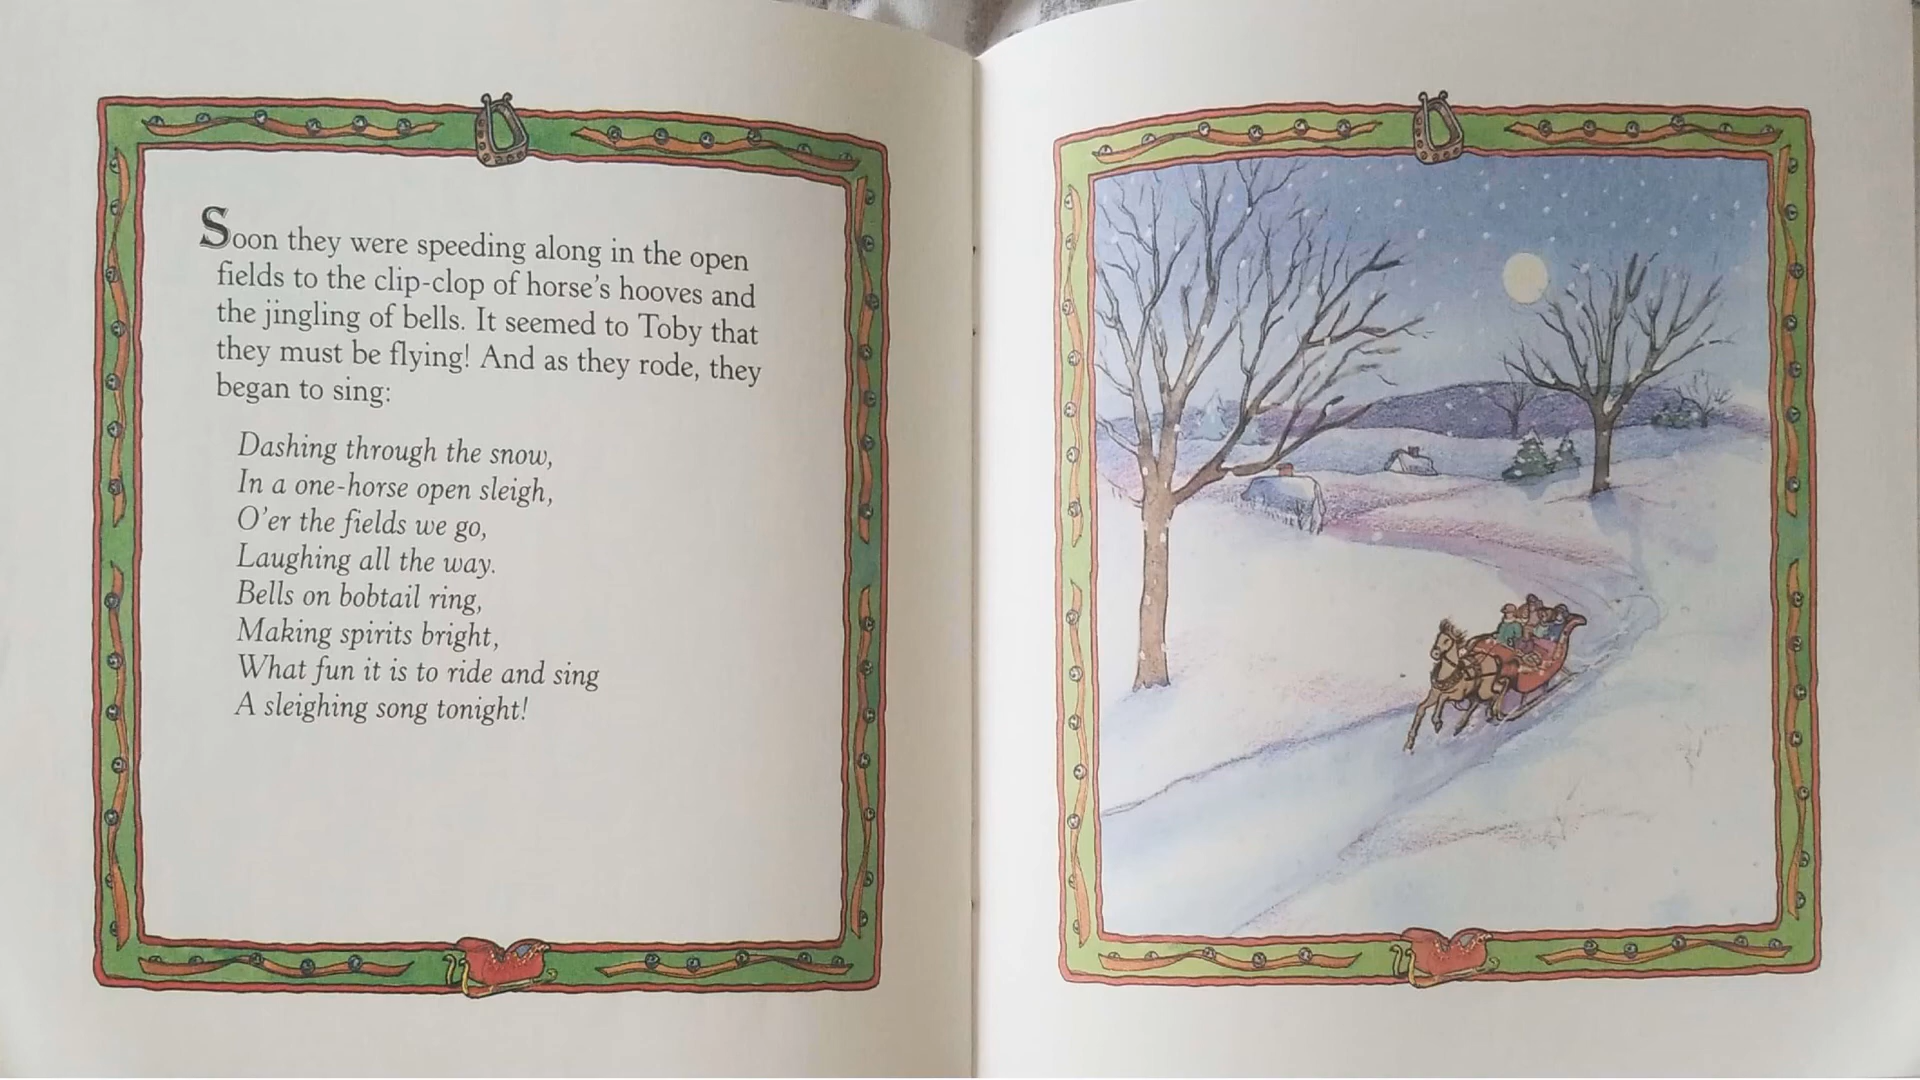 Soon they were speeding along in the open
fields to the clip-clop of horse's hooves and
the jingling of bells. It seemed to Toby that
they must be flying! And as they rode, they
began to sing:
Dashing through the snow,
In a one-horse open sleigh,
O'er the fields we go,
Laughing all the way.
Bells on bobtail ring,
Making spirits bright,
What fun it is to ride and sing
A sleighing song tonight!